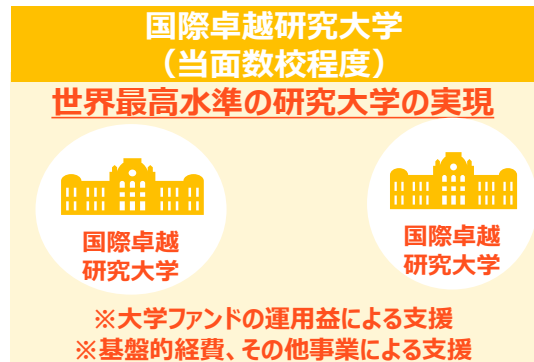 国際卓越研究大学
（当面数校程度）
世界最高水準の研究大学の実現
国際卓越
研究大学
国際卓越
研究大学
※大学ファンドの運用益による支援
※基盤的経費、その他事業による支援